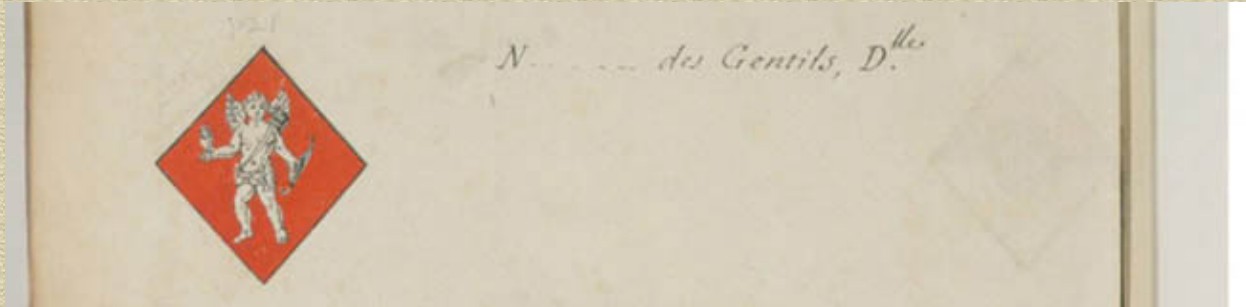 N....... des Gentils, D.lle.